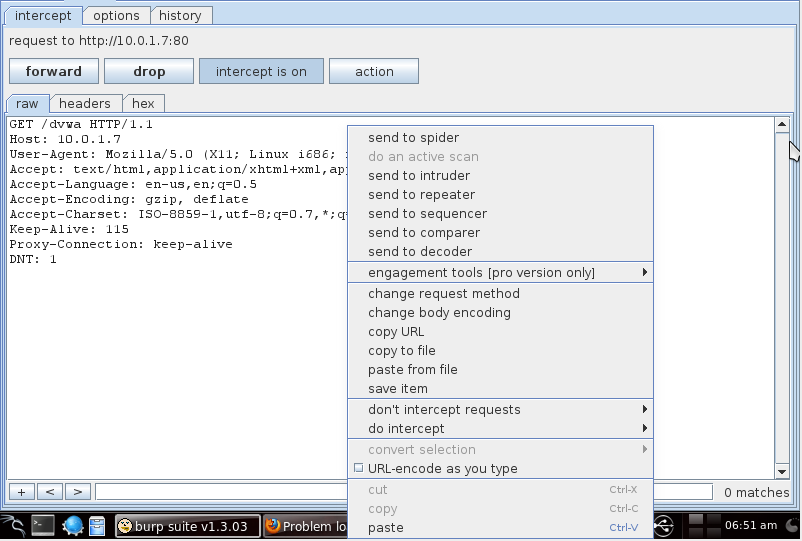 intercept options history
request to http://10.0.1.7:80
forward drop intercept is on action
raw headers hex
GET /dvwa HTTP/1.1
Host: 10.0.1.7
User-Agent: Mozilla/5.0 (X11; Linux i686;
Accept: text/html,application/xhtml+xml,ap
Accept-Language: en-us,en;q=0.5
Accept-Encoding: gzip, deflate
Accept-Charset: ISO-8859-1,utf-8;q=0.7,*;q=
Keep-Alive: 115
Proxy-Connection: keep-alive
DNT: 1
send to spider
do an active scan
send to intruder
send to repeater
send to sequencer
send to comparer
send to decoder
engagement tools [pro version only]
change request method
change body encoding
copy URL
copy to file
paste from file
save item
don't intercept requests
do intercept
convert selection
URL-encode as you type
cut Ctrl-X
copy Ctrl-C
paste Ctrl-V
+ < > 0 matches
burp suite v1.3.03 Problem lo 06:51 am